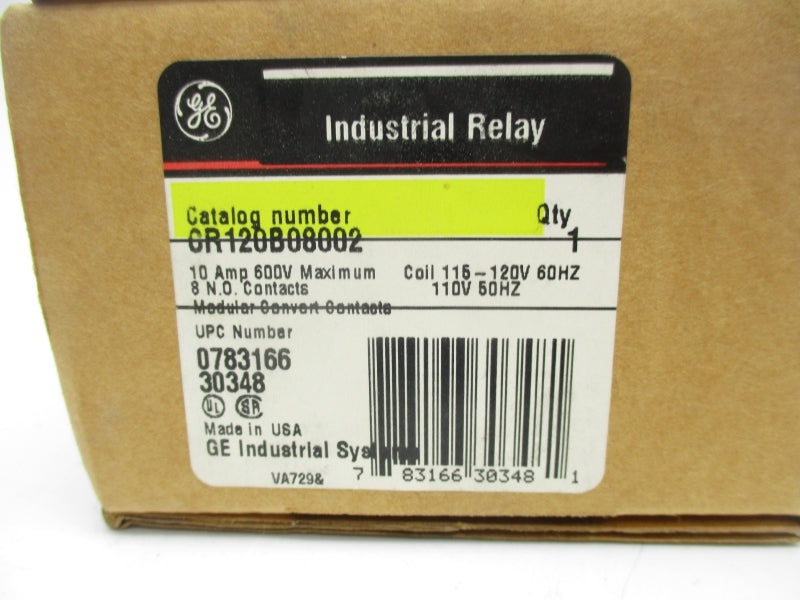 GE
Industrial Relay
Catalog number Qty
CR120B08002 1
10 Amp 600V Maximum Coil 115-120V 60HZ
8 N.O. Contacts 110V 50HZ
Modular Convert Contacts
UPC Number
0783166
30348
UL SA
Made in USA
GE Industrial Systems
VA729& 7 83166 30348 1